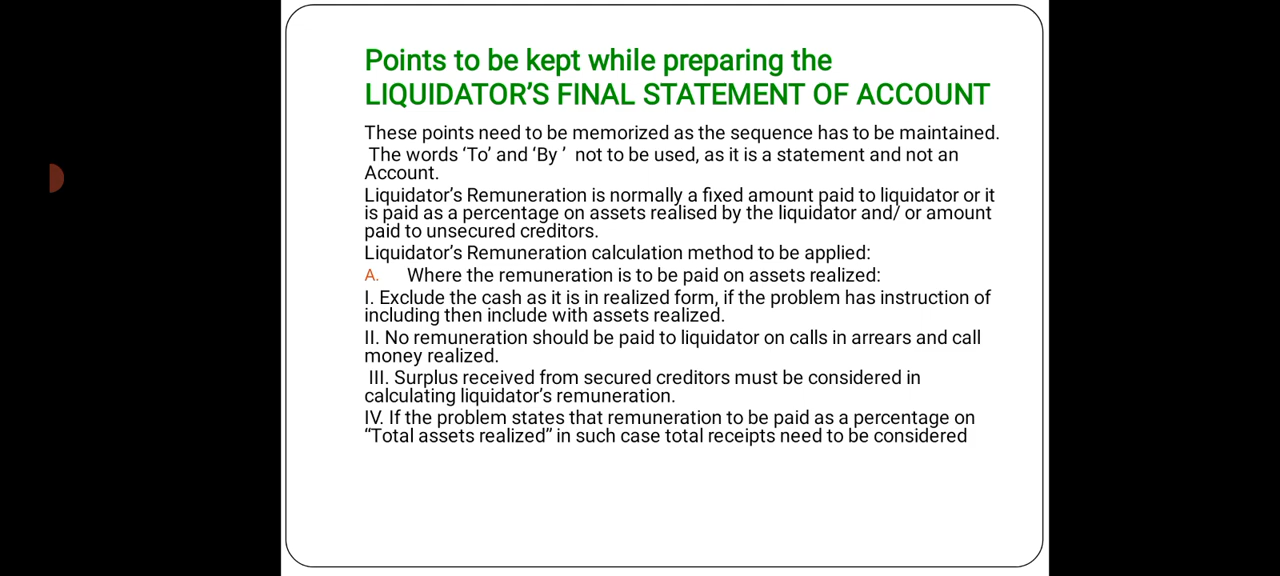 Points to be kept while preparing the
LIQUIDATOR’S FINAL STATEMENT OF ACCOUNT
These points need to be memorized as the sequence has to be maintained.
The words ‘To’ and ‘By ’ not to be used, as it is a statement and not an
Account.
Liquidator’s Remuneration is normally a fixed amount paid to liquidator or it
is paid as a percentage on assets realised by the liquidator and/ or amount
paid to unsecured creditors.
Liquidator’s Remuneration calculation method to be applied:
A. Where the remuneration is to be paid on assets realized:
I. Exclude the cash as it is in realized form, if the problem has instruction of
including then include with assets realized.
II. No remuneration should be paid to liquidator on calls in arrears and call
money realized.
III. Surplus received from secured creditors must be considered in
calculating liquidator’s remuneration.
IV. If the problem states that remuneration to be paid as a percentage on
“Total assets realized” in such case total receipts need to be considered